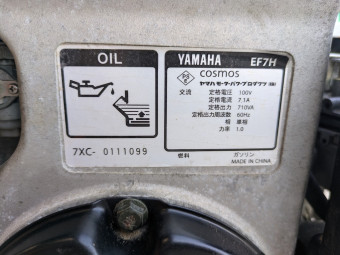 OIL
7XC- 0111099
YAMAHA EF7H
cosmos
ヤマハモーターパワープロダクツ(株)
交流 定格電圧 : 100V
定格電流 : 7.1A
定格出力 : 710VA
定格出力周波数 : 60Hz
相 : 単相
力率 : 1.0
燃料 ガソリン
MADE IN CHINA